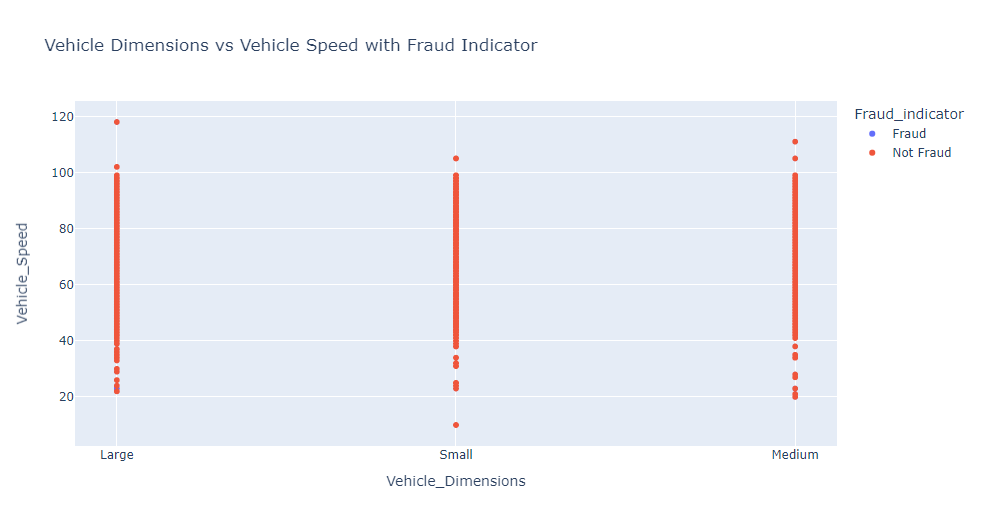 Vehicle Dimensions vs Vehicle Speed with Fraud Indicator
Fraud_indicator
Fraud
Not Fraud
Vehicle_Speed
120
100
80
60
40
20
Large
Small
Medium
Vehicle_Dimensions